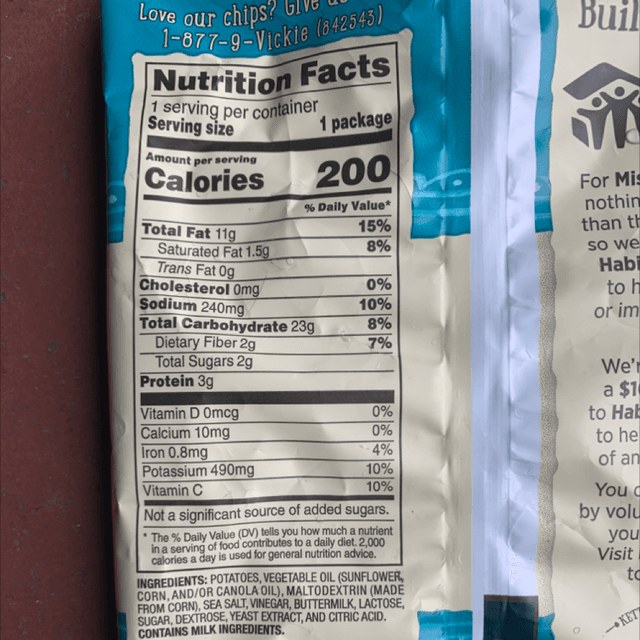 Love our chips? Give
1-877-9-Vickie (842543)
Nutrition Facts
1 serving per container
Serving size 1 package
Amount per serving
Calories 200
% Daily Value*
Total Fat 11g 15%
Saturated Fat 1.5g 8%
Trans Fat 0g
Cholesterol 0mg 0%
Sodium 240mg 10%
Total Carbohydrate 23g 8%
Dietary Fiber 2g 7%
Total Sugars 2g
Protein 3g
Vitamin D 0mcg 0%
Calcium 10mg 0%
Iron 0.8mg 4%
Potassium 490mg 10%
Vitamin C 10%
Not a significant source of added sugars.
* The % Daily Value (DV) tells you how much a nutrient
in a serving of food contributes to a daily diet. 2,000
calories a day is used for general nutrition advice.
INGREDIENTS: POTATOES, VEGETABLE OIL (SUNFLOWER,
CORN, AND/OR CANOLA OIL), MALTODEXTRIN (MADE
FROM CORN), SEA SALT, VINEGAR, BUTTERMILK, LACTOSE,
SUGAR, DEXTROSE, YEAST EXTRACT, AND CITRIC ACID.
CONTAINS MILK INGREDIENTS.
Buil
For Mis
nothin
than th
so we
Habi
to h
or im
We'r
a $1
to Hab
to he
of an
You c
by volu
you
Visit
to